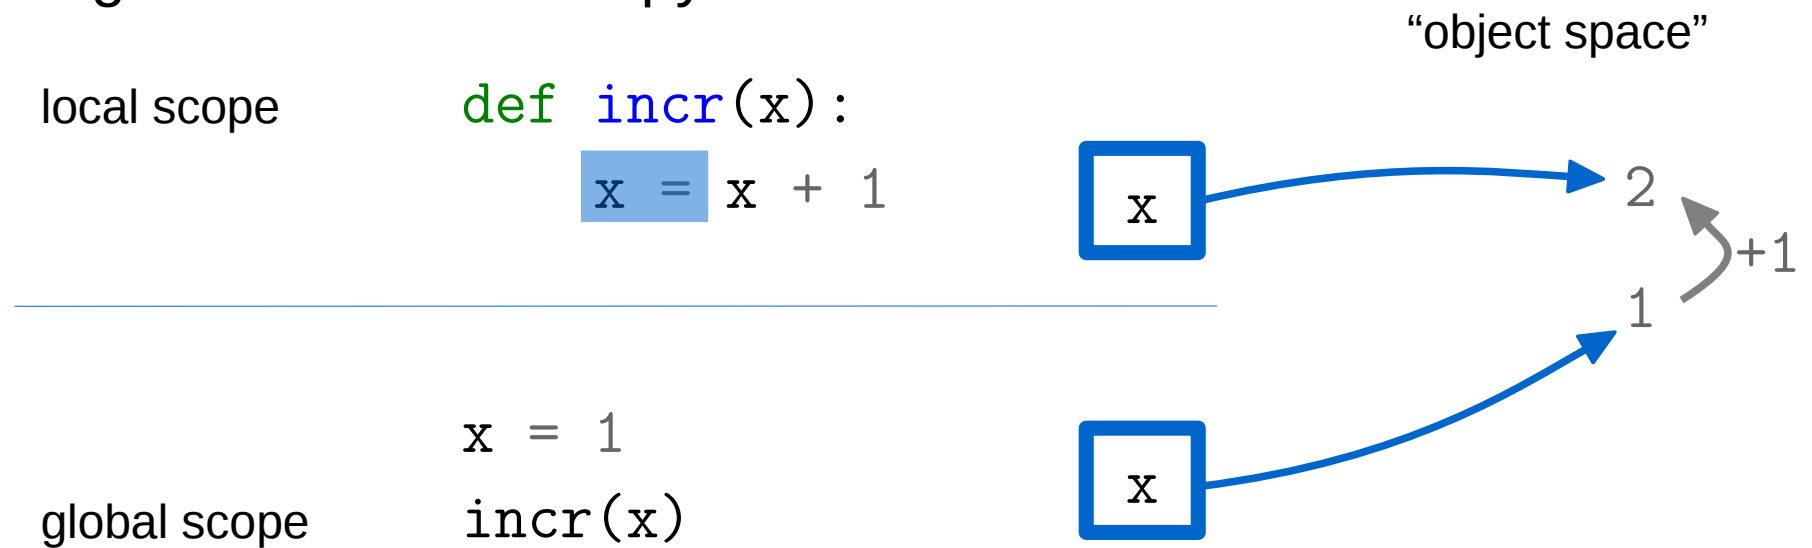 “object space”
local scope
def incr(x):
x = x + 1
x
2
+1
1
x = 1
x
global scope
incr(x)